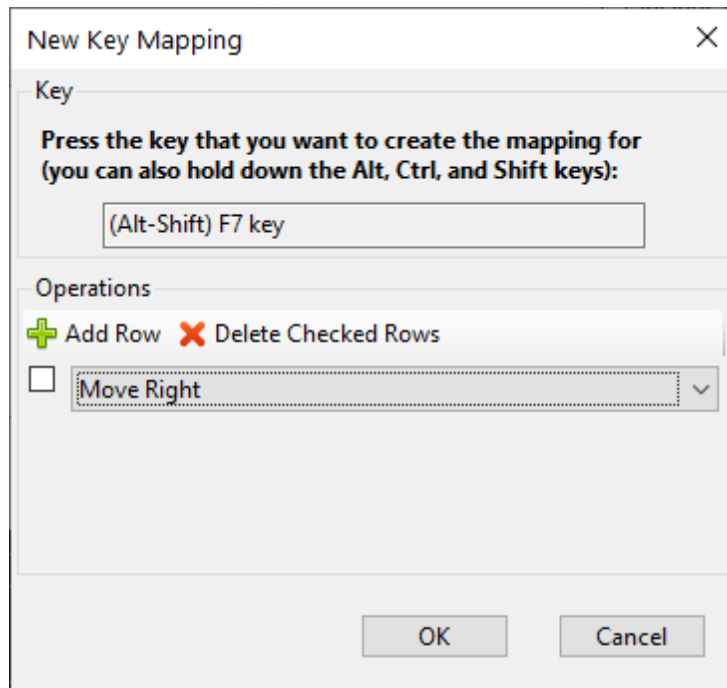 New Key Mapping
Key
Press the key that you want to create the mapping for
(you can also hold down the Alt, Ctrl, and Shift keys):
(Alt-Shift) F7 key
Operations
Add Row Delete Checked Rows
Move Right
OK Cancel